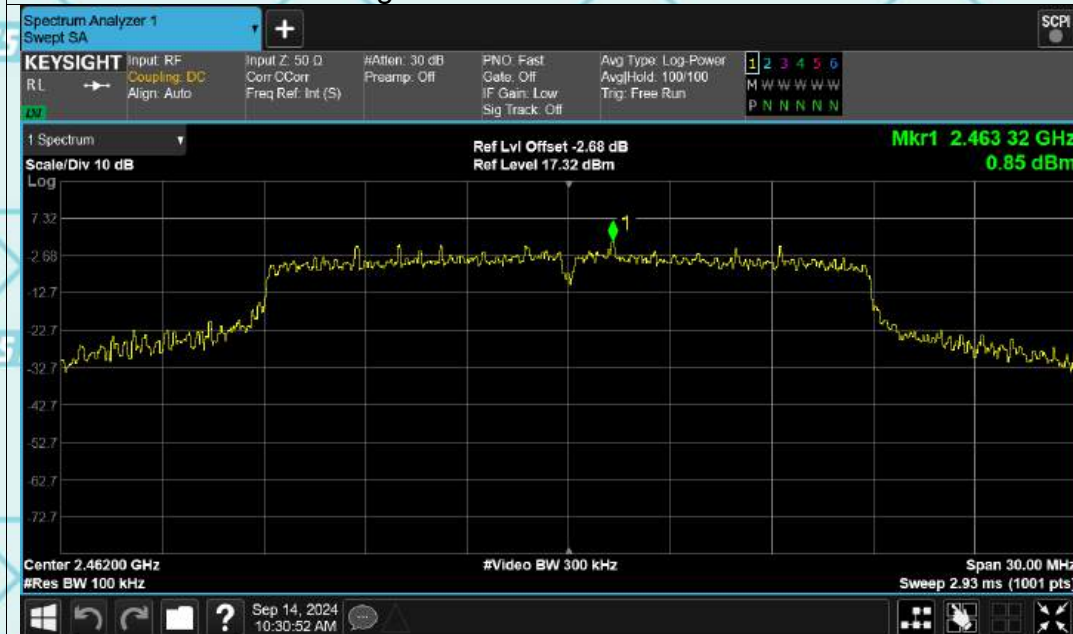 Spectrum Analyzer 1
Swept SA
+
SCPI
KEYSIGHT
RL
Input: RF
Coupling: DC
Align: Auto
Input Z: 50 Ω
Corr CCorr
Freq Ref: Int (S)
#Atten: 30 dB
Preamp: Off
PNO: Fast
Gate: Off
IF Gain: Low
Sig Track: Off
Avg Type: Log-Power
Avg|Hold: 100/100
Trig: Free Run
1 2 3 4 5 6
M W W W W W
P N N N N N
1 Spectrum
Scale/Div 10 dB
Log
Ref Lvl Offset -2.68 dB
Ref Level 17.32 dBm
Mkr1 2.463 32 GHz
0.85 dBm
1
7.32
-2.68
-12.7
-22.7
-32.7
-42.7
-52.7
-62.7
-72.7
Center 2.46200 GHz
#Res BW 100 kHz
#Video BW 300 kHz
Span 30.00 MHz
Sweep 2.93 ms (1001 pts)
?
Sep 14, 2024
10:30:52 AM